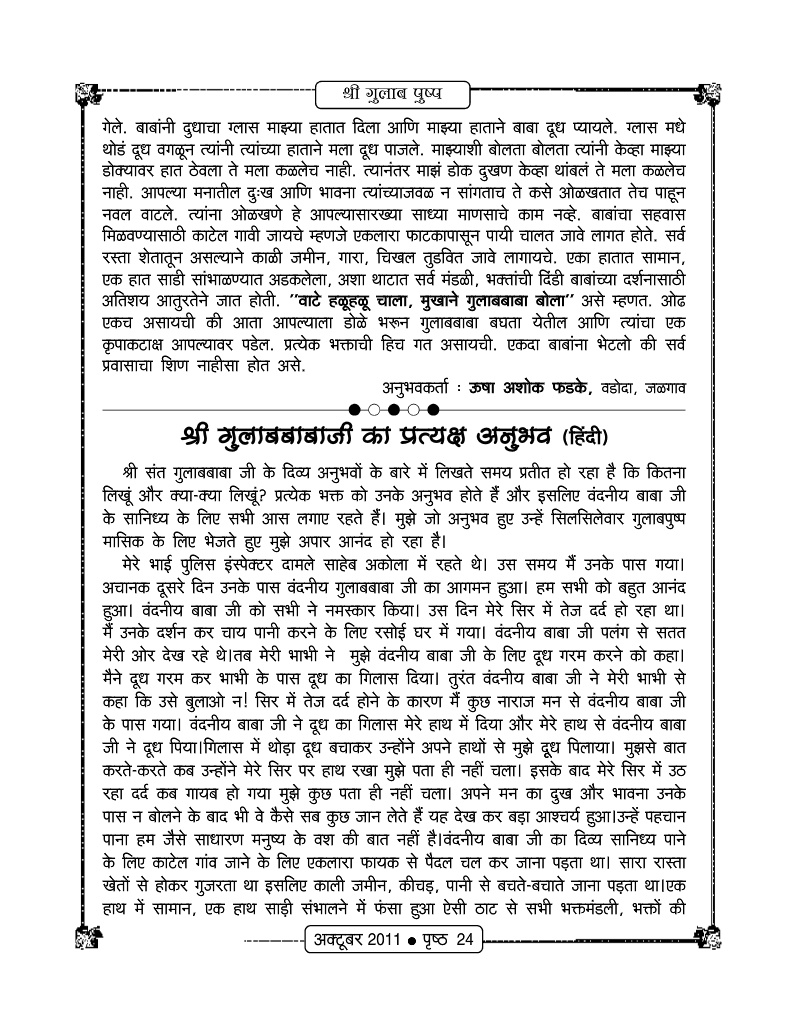 श्री गुलाब पुष्प
गेले. बाबांनी दुधाचा ग्लास माझ्या हातात दिला आणि माझ्या हाताने बाबा दूध प्यायले. ग्लास मधे
थोडं दूध वगळून त्यांनी त्यांच्या हाताने मला दूध पाजले. माझ्याशी बोलता बोलता त्यांनी केव्हा माझ्या
डोक्यावर हात ठेवला ते मला कळलेच नाही. त्यानंतर माझं डोक दुखण केव्हा थांबलं ते मला कळलेच
नाही. आपल्या मनातील दुःख आणि भावना त्यांच्याजवळ न सांगताच ते कसे ओळखतात तेच पाहून
नवल वाटले. त्यांना ओळखणे हे आपल्यासारख्या साध्या माणसाचे काम नव्हे. बाबांचा सहवास
मिळवण्यासाठी काटेल गावी जायचे म्हणजे एकलारा फाटकापासून पायी चालत जावे लागत होते. सर्व
रस्ता शेतातून असल्याने काळी जमीन, गारा, चिखल तुडवित जावे लागायचे. एका हातात सामान,
एक हात साडी सांभाळण्यात अडकलेला, अशा थाटात सर्व मंडळी, भक्तांची दिंडी बाबांच्या दर्शनासाठी
अतिशय आतुरतेने जात होती. ''वाटे हळूहळू चाला, मुखाने गुलाबबाबा बोला'' असे म्हणत. ओढ
एकच असायची की आता आपल्याला डोळे भरून गुलाबबाबा बघता येतील आणि त्यांचा एक
कृपाकटाक्ष आपल्यावर पडेल. प्रत्येक भक्ताची हिच गत असायची. एकदा बाबांना भेटलो की सर्व
प्रवासाचा शिण नाहीसा होत असे.
अनुभवकर्ता : ऊषा अशोक फडके, वडोदा, जळगाव
श्री गुलाबबाबाजी का प्रत्यक्ष अनुभव (हिंदी)
श्री संत गुलाबबाबा जी के दिव्य अनुभवों के बारे में लिखते समय प्रतीत हो रहा है कि कितना
लिखूं और क्या-क्या लिखूं? प्रत्येक भक्त को उनके अनुभव होते हैं और इसलिए वंदनीय बाबा जी
के सानिध्य के लिए सभी आस लगाए रहते हैं। मुझे जो अनुभव हुए उन्हें सिलसिलेवार गुलाबपुष्प
मासिक के लिए भेजते हुए मुझे अपार आनंद हो रहा है।
मेरे भाई पुलिस इंस्पेक्टर दामले साहेब अकोला में रहते थे। उस समय मैं उनके पास गया।
अचानक दूसरे दिन उनके पास वंदनीय गुलाबबाबा जी का आगमन हुआ। हम सभी को बहुत आनंद
हुआ। वंदनीय बाबा जी को सभी ने नमस्कार किया। उस दिन मेरे सिर में तेज दर्द हो रहा था।
मैं उनके दर्शन कर चाय पानी करने के लिए रसोई घर में गया। वंदनीय बाबा जी पलंग से सतत
मेरी ओर देख रहे थे।तब मेरी भाभी ने मुझे वंदनीय बाबा जी के लिए दूध गरम करने को कहा।
मैने दूध गरम कर भाभी के पास दूध का गिलास दिया। तुरंत वंदनीय बाबा जी ने मेरी भाभी से
कहा कि उसे बुलाओ न! सिर में तेज दर्द होने के कारण मैं कुछ नाराज मन से वंदनीय बाबा जी
के पास गया। वंदनीय बाबा जी ने दूध का गिलास मेरे हाथ में दिया और मेरे हाथ से वंदनीय बाबा
जी ने दूध पिया।गिलास में थोड़ा दूध बचाकर उन्होंने अपने हाथों से मुझे दूध पिलाया। मुझसे बात
करते-करते कब उन्होंने मेरे सिर पर हाथ रखा मुझे पता ही नहीं चला। इसके बाद मेरे सिर में उठ
रहा दर्द कब गायब हो गया मुझे कुछ पता ही नहीं चला। अपने मन का दुख और भावना उनके
पास न बोलने के बाद भी वे कैसे सब कुछ जान लेते हैं यह देख कर बड़ा आश्चर्य हुआ।उन्हें पहचान
पाना हम जैसे साधारण मनुष्य के वश की बात नहीं है।वंदनीय बाबा जी का दिव्य सानिध्य पाने
के लिए काटेल गांव जाने के लिए एकलारा फायक से पैदल चल कर जाना पड़ता था। सारा रास्ता
खेतों से होकर गुजरता था इसलिए काली जमीन, कीचड़, पानी से बचते-बचाते जाना पड़ता था।एक
हाथ में सामान, एक हाथ साड़ी संभालने में फंसा हुआ ऐसी ठाट से सभी भक्तमंडली, भक्तों की
अक्टूबर 2011 ● पृष्ठ 24